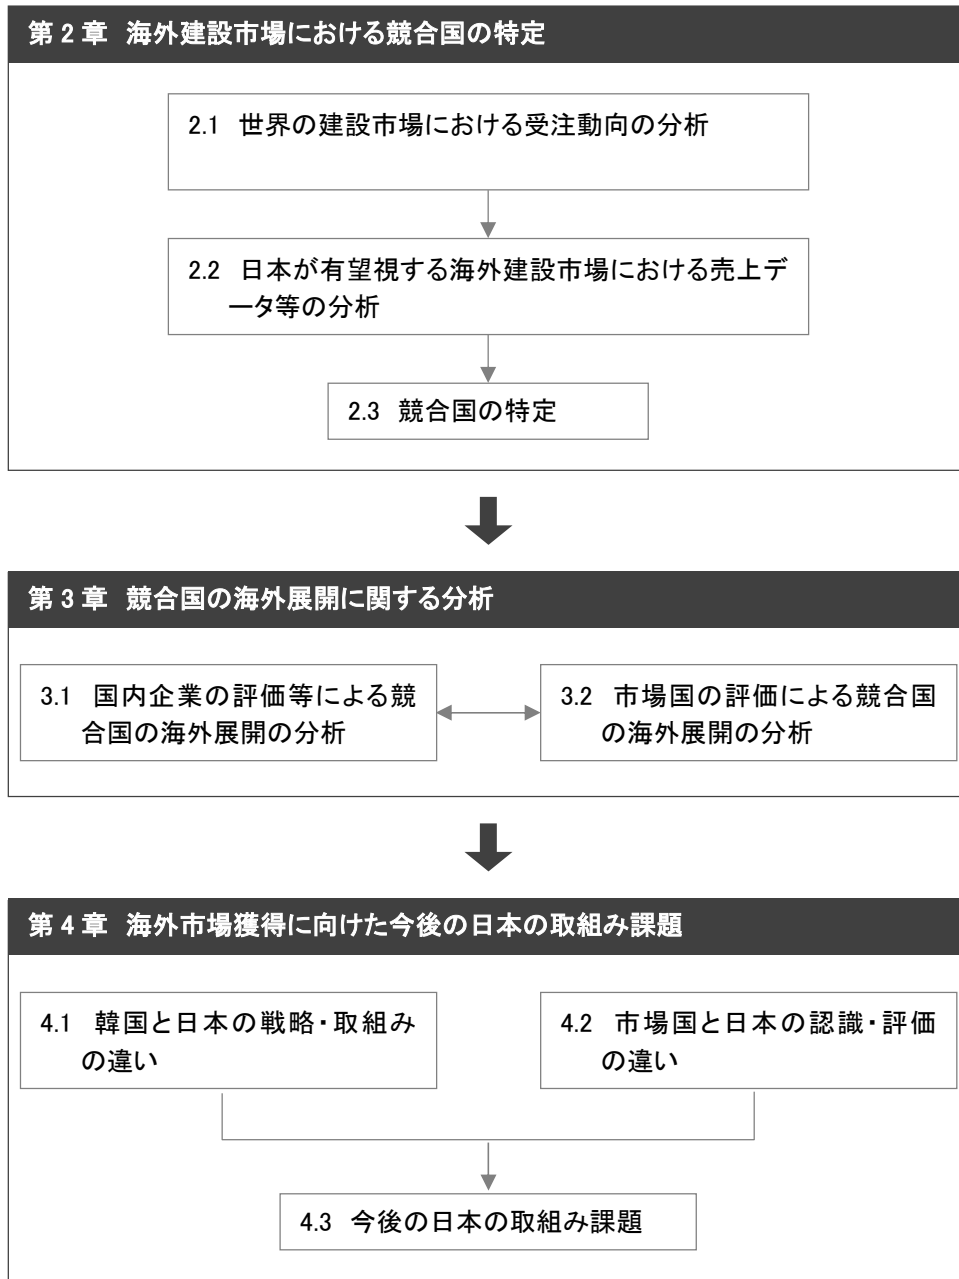 第2章 海外建設市場における競合国の特定
2.1 世界の建設市場における受注動向の分析
2.2 日本が有望視する海外建設市場における売上デ
ータ等の分析
2.3 競合国の特定
第3章 競合国の海外展開に関する分析
3.1 国内企業の評価等による競
合国の海外展開の分析
3.2 市場国の評価による競合国
の海外展開の分析
第4章 海外市場獲得に向けた今後の日本の取組み課題
4.1 韓国と日本の戦略・取組み
の違い
4.2 市場国と日本の認識・評価
の違い
4.3 今後の日本の取組み課題